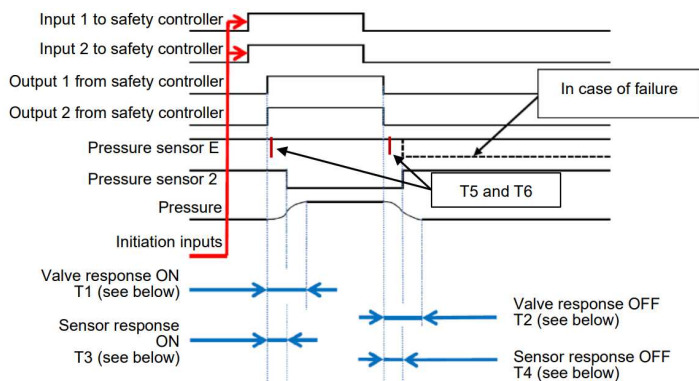 Input 1 to safety controller
Input 2 to safety controller
Output 1 from safety controller
Output 2 from safety controller
In case of failure
Pressure sensor E
Pressure sensor 2
T5 and T6
Pressure
Initiation inputs
Valve response ON
T1 (see below)
Valve response OFF
T2 (see below)
Sensor response
ON
T3 (see below)
Sensor response OFF
T4 (see below)